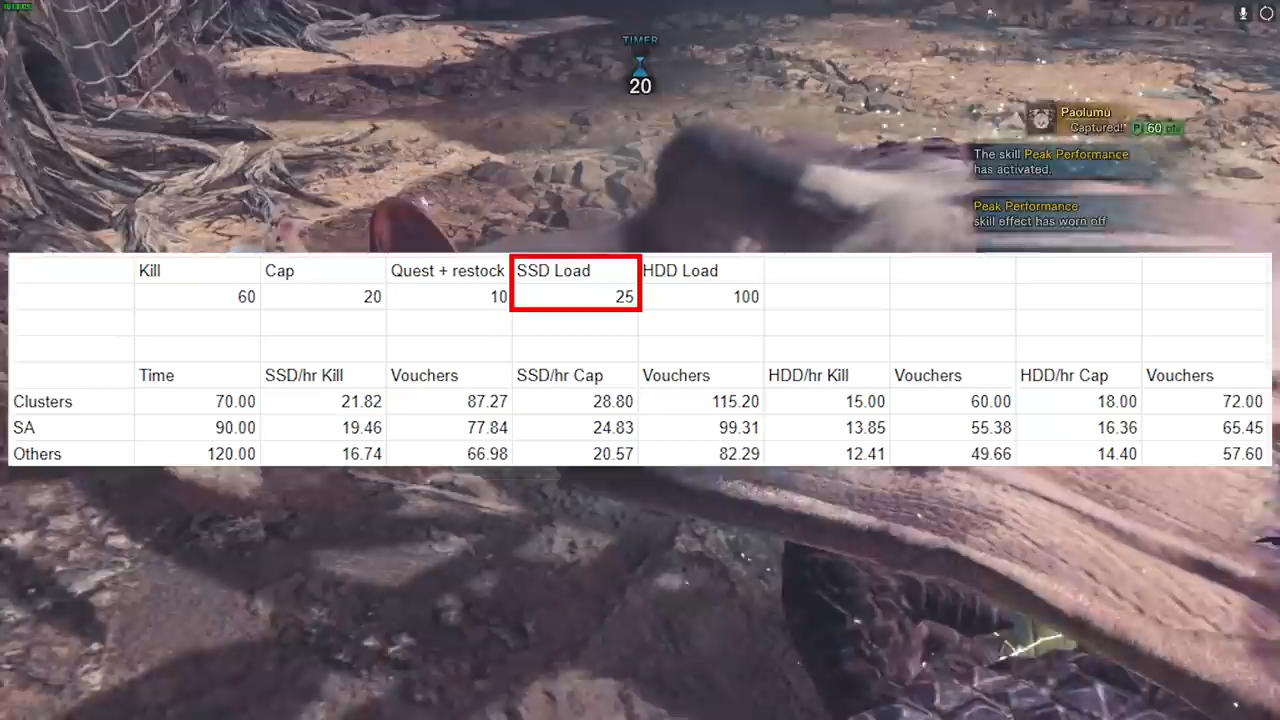 TIMER
20
Paolumu
Captured!
The skill Peak Performance
has activated.
Peak Performance
skill effect has worn off
Kill Cap Quest + restock SSD Load HDD Load
60 20 10 25 100
Time SSD/hr Kill Vouchers SSD/hr Cap Vouchers HDD/hr Kill Vouchers HDD/hr Cap Vouchers
Clusters 70.00 21.82 87.27 28.80 115.20 15.00 60.00 18.00 72.00
SA 90.00 19.46 77.84 24.83 99.31 13.85 55.38 16.36 65.45
Others 120.00 16.74 66.98 20.57 82.29 12.41 49.66 14.40 57.60